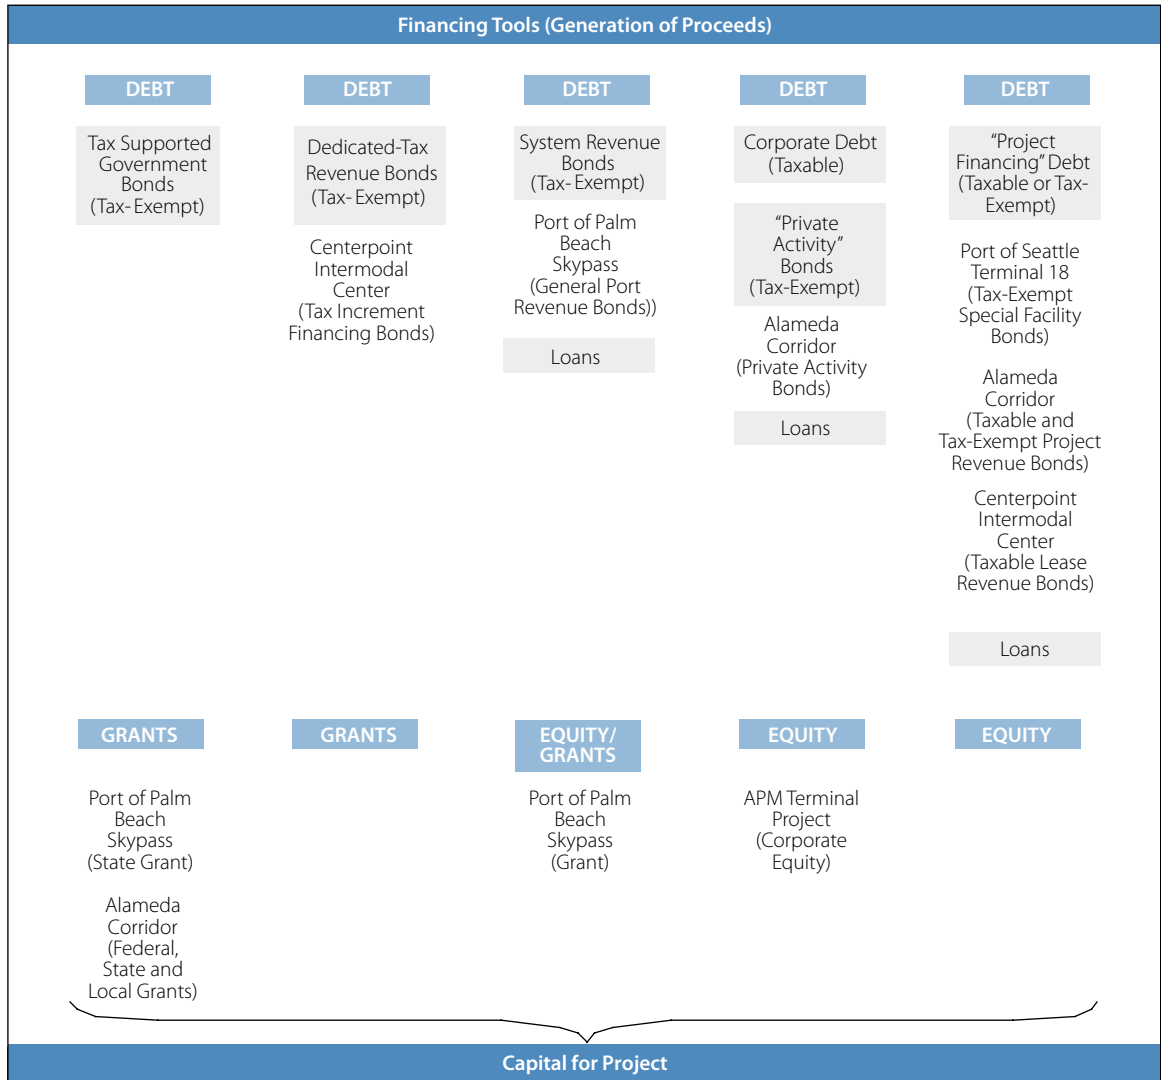 Financing Tools (Generation of Proceeds)
DEBT
Tax Supported
Government
Bonds
(Tax- Exempt)
DEBT
Dedicated-Tax
Revenue Bonds
(Tax- Exempt)
Centerpoint
Intermodal
Center
(Tax Increment
Financing Bonds)
DEBT
System Revenue
Bonds
(Tax- Exempt)
Port of Palm
Beach
Skypass
(General Port
Revenue Bonds))
Loans
DEBT
Corporate Debt
(Taxable)
“Private
Activity”
Bonds
(Tax-Exempt)
Alameda
Corridor
(Private Activity
Bonds)
Loans
DEBT
“Project
Financing” Debt
(Taxable or Tax-
Exempt)
Port of Seattle
Terminal 18
(Tax-Exempt
Special Facility
Bonds)
Alameda
Corridor
(Taxable and
Tax-Exempt Project
Revenue Bonds)
Centerpoint
Intermodal
Center
(Taxable Lease
Revenue Bonds)
Loans
GRANTS
Port of Palm
Beach
Skypass
(State Grant)
Alameda
Corridor
(Federal,
State and
Local Grants)
GRANTS
EQUITY/
GRANTS
Port of Palm
Beach
Skypass
(Grant)
EQUITY
APM Terminal
Project
(Corporate
Equity)
EQUITY
Capital for Project